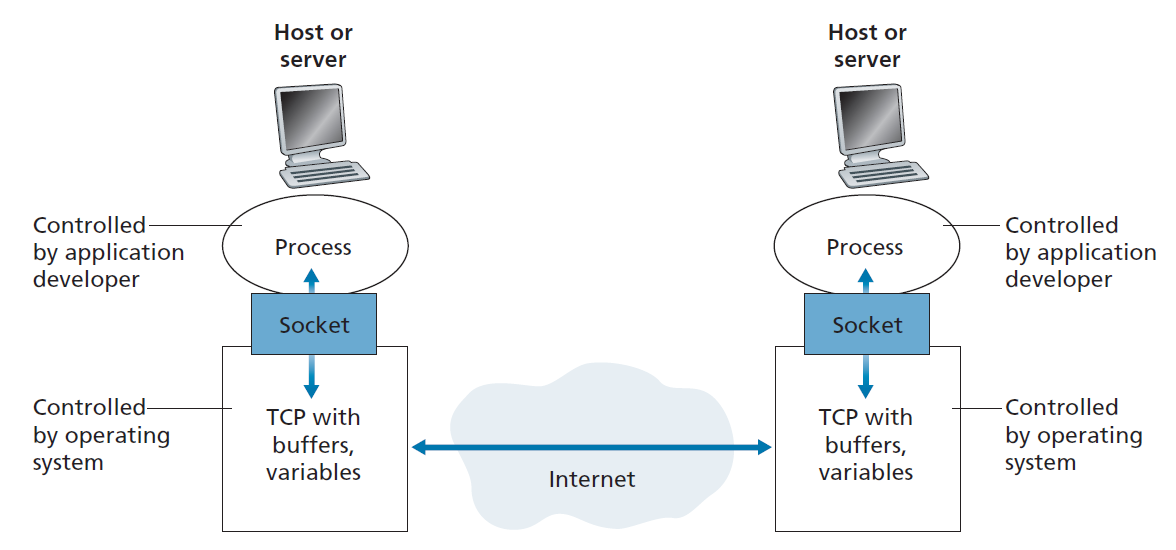 Host or
server
Host or
server
Controlled
by application
developer
Process
Process
Controlled
by application
developer
Socket
Socket
Controlled
by operating
system
TCP with
buffers,
variables
Internet
TCP with
buffers,
variables
Controlled
by operating
system